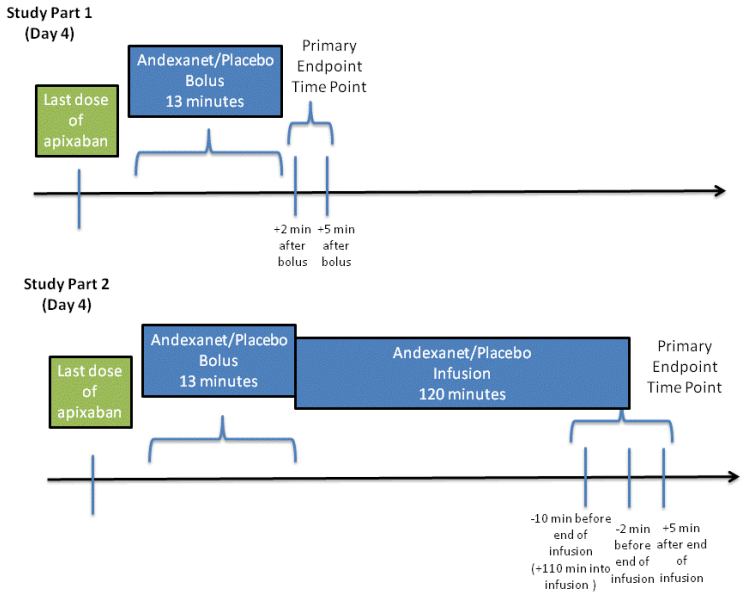 Study Part 1
(Day 4)
Last dose
of
apixaban
Andexanet/Placebo
Bolus
13 minutes
Primary
Endpoint
Time Point
+2 min
after
bolus
+5 min
after
bolus
Study Part 2
(Day 4)
Last dose
of
apixaban
Andexanet/Placebo
Bolus
13 minutes
Andexanet/Placebo
Infusion
120 minutes
Primary
Endpoint
Time Point
-10 min before
end of
infusion
(+110 min into
infusion )
-2 min
before
end of
infusion
+5 min
after end
of
infusion